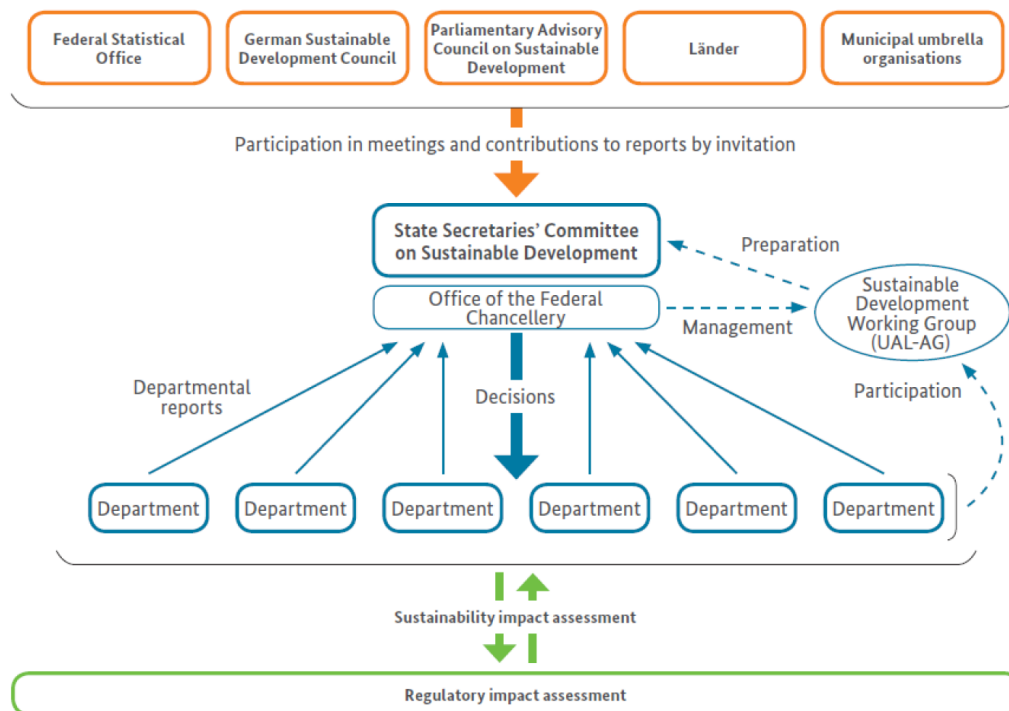 Federal Statistical
Office
German Sustainable
Development Council
Parliamentary Advisory
Council on Sustainable
Development
Länder
Municipal umbrella
organisations
Participation in meetings and contributions to reports by invitation
State Secretaries’ Committee
on Sustainable Development
Preparation
Office of the Federal
Chancellery
Sustainable
Development
Working Group
(UAL-AG)
Management
Departmental
reports
Decisions
Participation
Department
Department
Department
Department
Department
Department
Sustainability impact assessment
Regulatory impact assessment